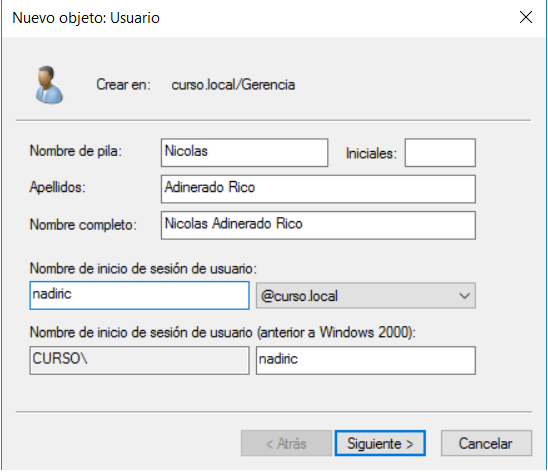 Nuevo objeto: Usuario
Crear en: curso.local/Gerencia
Nombre de pila: Nicolas Iniciales:
Apellidos: Adinerado Rico
Nombre completo: Nicolas Adinerado Rico
Nombre de inicio de sesión de usuario:
nadiric @curso.local
Nombre de inicio de sesión de usuario (anterior a Windows 2000):
CURSO\ nadiric
< Atrás Siguiente > Cancelar